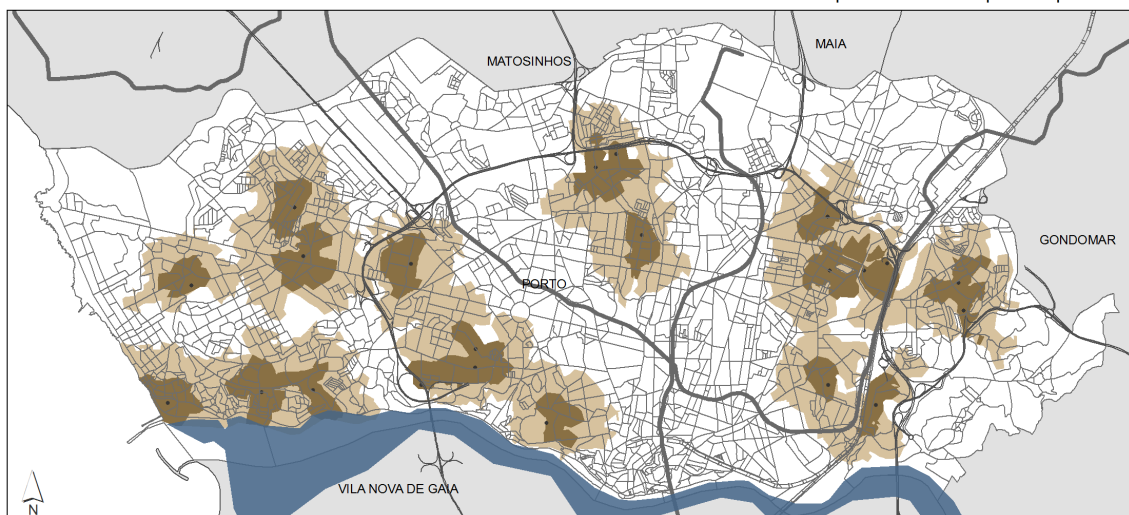 MAIA
MATOSINHOS
GONDOMAR
PORTO
VILA NOVA DE GAIA
N